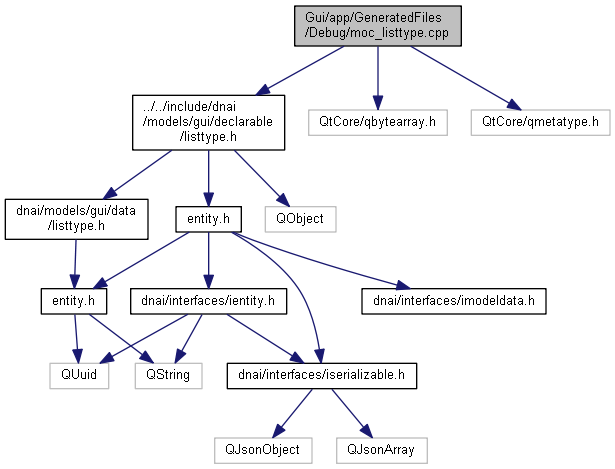 Gui/app/GeneratedFiles
/Debug/moc_listtype.cpp
../../include/dnai
/models/gui/declarable
/listtype.h
QtCore/qbytearray.h
QtCore/qmetatype.h
dnai/models/gui/data
/listtype.h
entity.h
QObject
entity.h
dnai/interfaces/ientity.h
dnai/interfaces/imodeldata.h
QUuid
QString
dnai/interfaces/iserializable.h
QJsonObject
QJsonArray